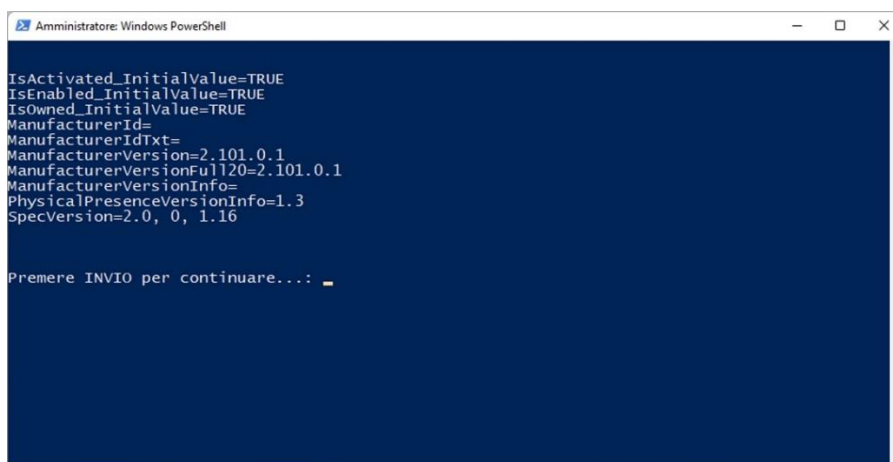 Amministratore: Windows PowerShell
IsActivated_InitialValue=TRUE
IsEnabled_InitialValue=TRUE
IsOwned_InitialValue=TRUE
ManufacturerId=
ManufacturerIdTxt=
ManufacturerVersion=2.101.0.1
ManufacturerVersionFull20=2.101.0.1
ManufacturerVersionInfo=
PhysicalPresenceVersionInfo=1.3
SpecVersion=2.0, 0, 1.16
Premere INVIO per continuare...: